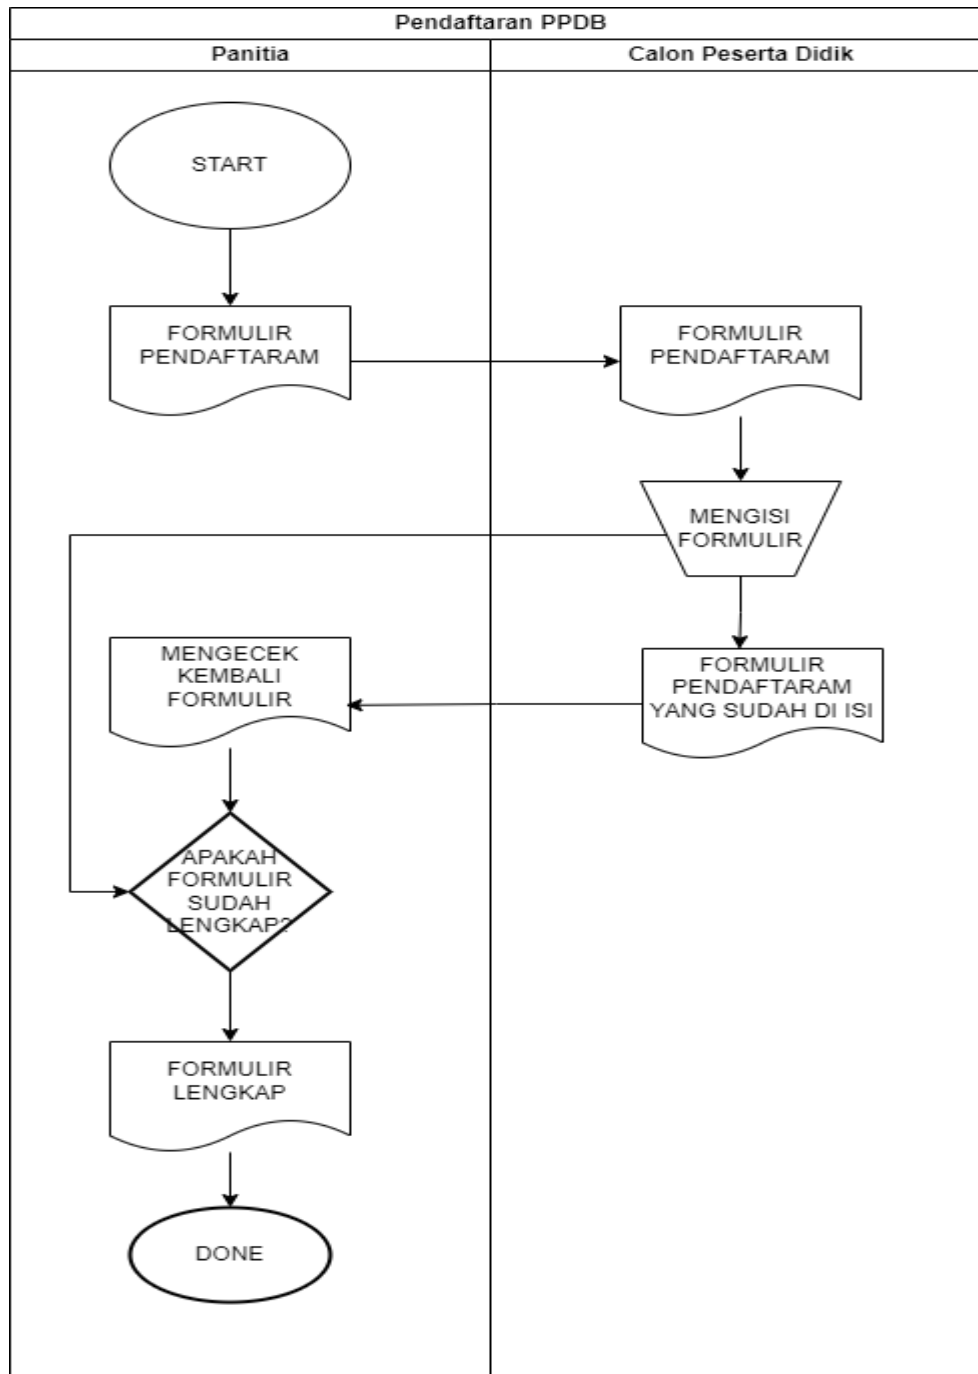 Pendaftaran PPDB
Panitia
Calon Peserta Didik
START
FORMULIR
PENDAFTARAM
FORMULIR
PENDAFTARAM
MENGISI
FORMULIR
FORMULIR
PENDAFTARAM
YANG SUDAH DI ISI
MENGECEK
KEMBALI
FORMULIR
APAKAH
FORMULIR
SUDAH
LENGKAP?
FORMULIR
LENGKAP
DONE